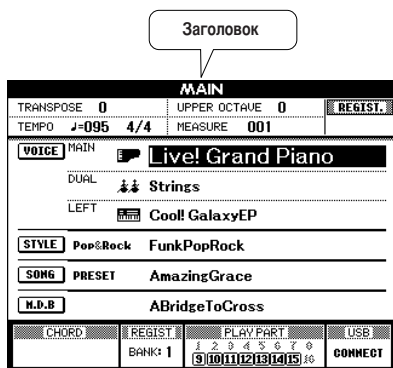 Заголовок
MAIN
TRANSPOSE 0 UPPER OCTAVE 0 REGIST.
TEMPO ♩=095 4/4 MEASURE 001
VOICE MAIN Live! Grand Piano
DUAL Strings
LEFT Cool! GalaxyEP
STYLE Pop&Rock FunkPopRock
SONG PRESET AmazingGrace
M.D.B ABridgeToCross
CHORD REGIST PLAY PART USB
BANK: 1 1 2 3 4 5 6 7 8 CONNECT
9 10 11 12 13 14 15 16